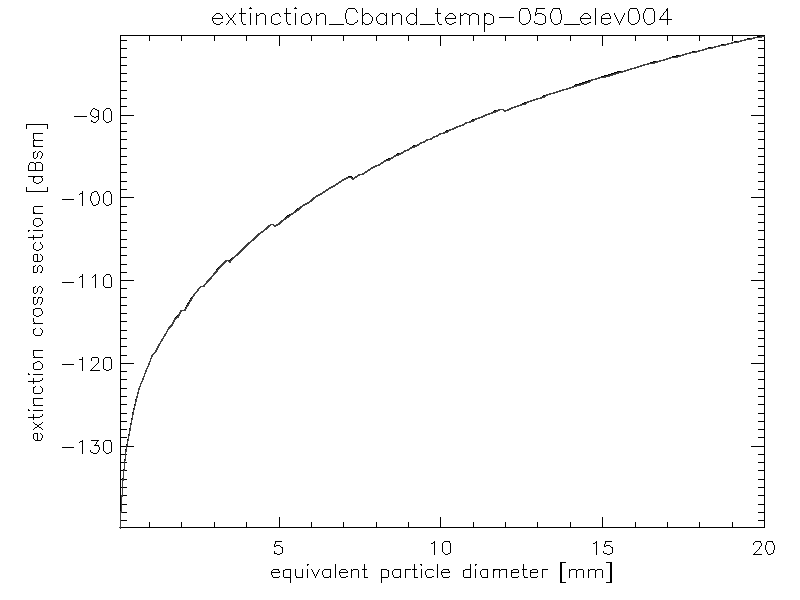 extinction_Cband_temp-050_elev004
extinction cross section [dBsm]
-90
-100
-110
-120
-130
5 10 15 20
equivalent particle diameter [mm]